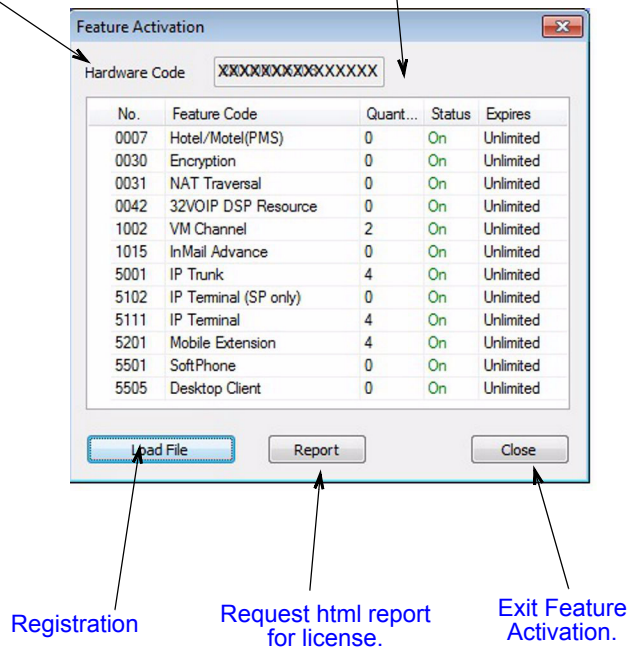 Feature Activation
Hardware Code XXXXXXXXXXXXXXX
No. Feature Code Quant... Status Expires
0007 Hotel/Motel(PMS) 0 On Unlimited
0030 Encryption 0 On Unlimited
0031 NAT Traversal 0 On Unlimited
0042 32VOIP DSP Resource 0 On Unlimited
1002 VM Channel 2 On Unlimited
1015 InMail Advance 0 On Unlimited
5001 IP Trunk 4 On Unlimited
5102 IP Terminal (SP only) 0 On Unlimited
5111 IP Terminal 4 On Unlimited
5201 Mobile Extension 4 On Unlimited
5501 SoftPhone 0 On Unlimited
5505 Desktop Client 0 On Unlimited
Load File Report Close
Registration
Request html report
for license.
Exit Feature
Activation.